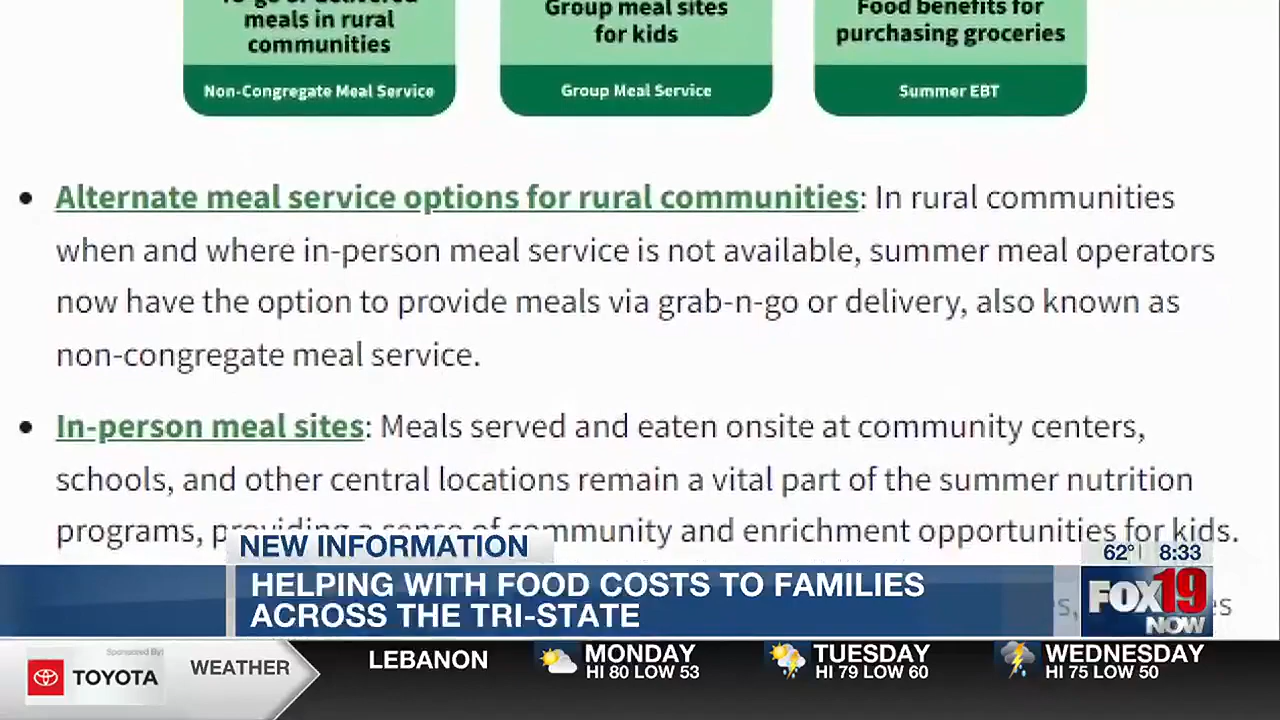 meals in rural
communities
Non-Congregate Meal Service
Group meal sites
for kids
Group Meal Service
Food benefits for
purchasing groceries
Summer EBT
• Alternate meal service options for rural communities: In rural communities
when and where in-person meal service is not available, summer meal operators
now have the option to provide meals via grab-n-go or delivery, also known as
non-congregate meal service.
• In-person meal sites: Meals served and eaten onsite at community centers,
schools, and other central locations remain a vital part of the summer nutrition
programs, providing a sense of community and enrichment opportunities for kids.
NEW INFORMATION
HELPING WITH FOOD COSTS TO FAMILIES
ACROSS THE TRI-STATE
62° 8:33
FOX19
NOW
Sponsored By:
TOYOTA
WEATHER
LEBANON
MONDAY
HI 80 LOW 53
TUESDAY
HI 79 LOW 60
WEDNESDAY
HI 75 LOW 50